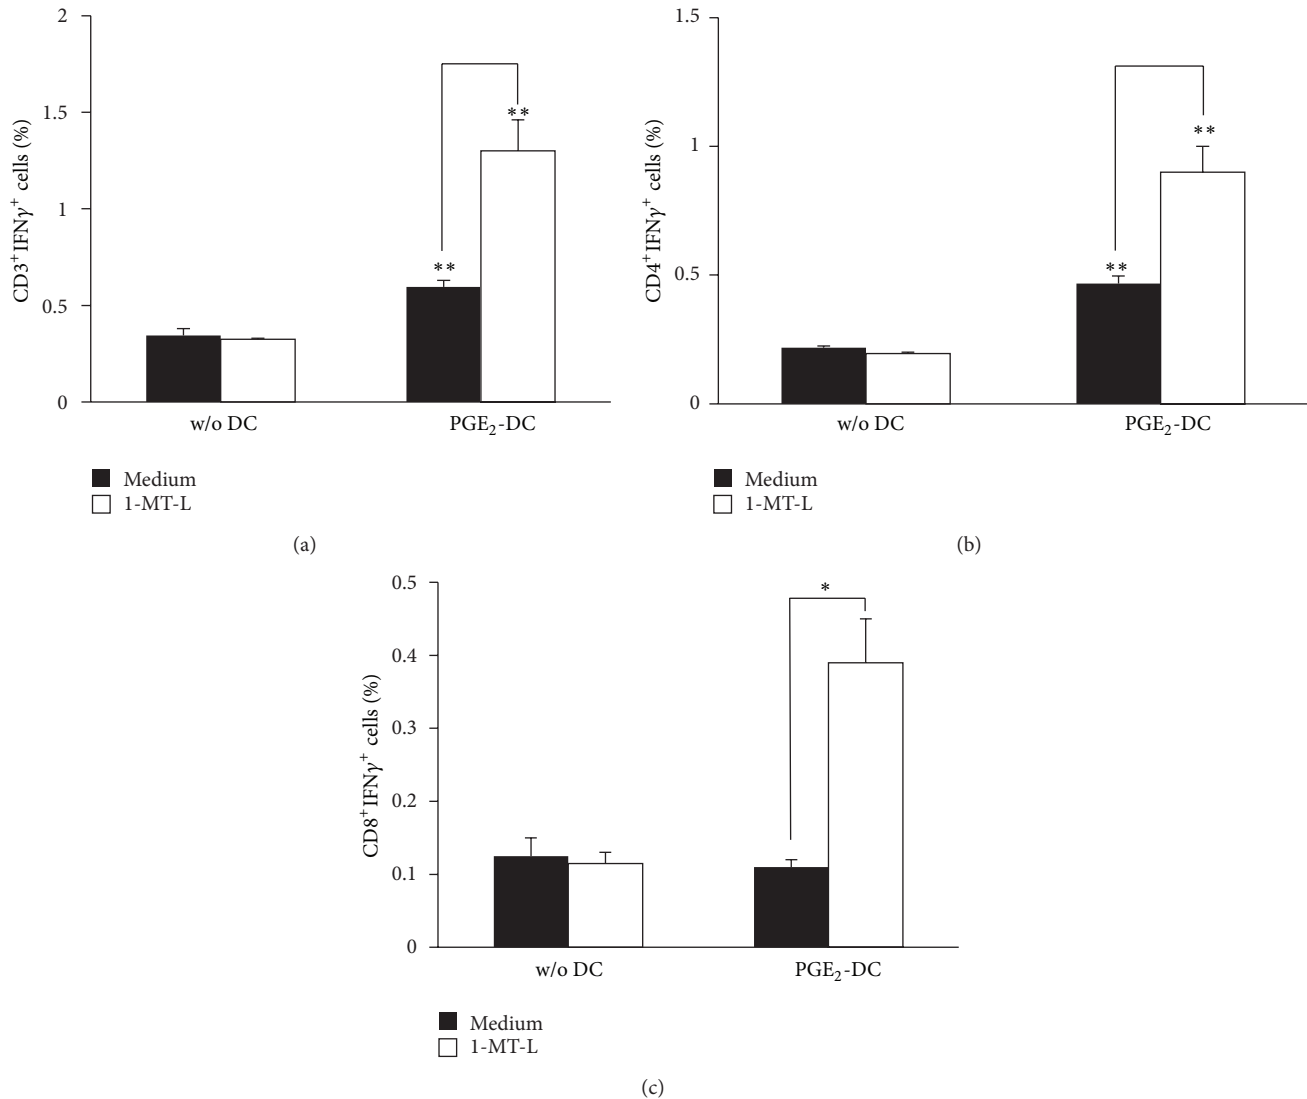 CD3⁺IFNγ⁺ cells (%)
2
1.5
1
0.5
0
**
**
w/o DC
PGE₂-DC
Medium
1-MT-L
(a)
CD4⁺IFNγ⁺ cells (%)
1.5
1
0.5
0
**
**
w/o DC
PGE₂-DC
Medium
1-MT-L
(b)
CD8⁺IFNγ⁺ cells (%)
0.5
0.4
0.3
0.2
0.1
0
*
w/o DC
PGE₂-DC
Medium
1-MT-L
(c)